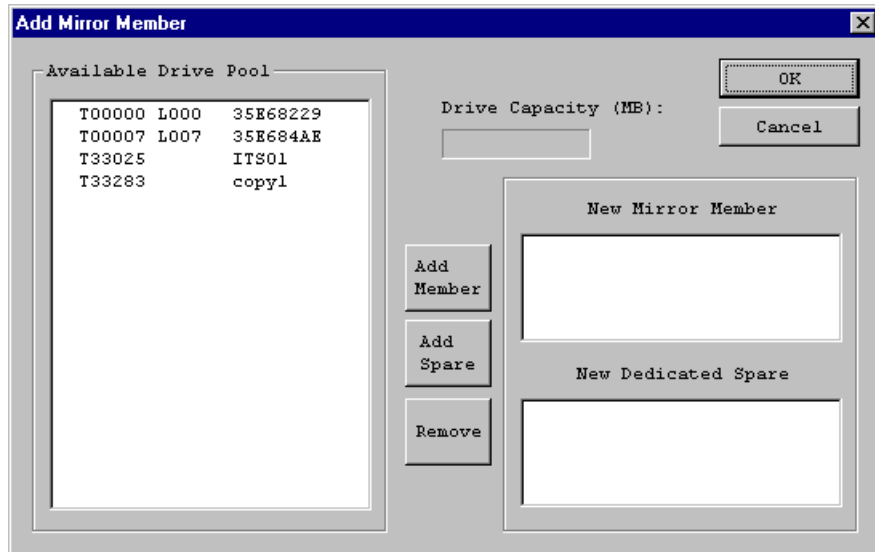 Add Mirror Member
Available Drive Pool
T00000 L000 35E68229
T00007 L007 35E684AE
T33025 ITSO1
T33283 copy1
Drive Capacity (MB):
OK
Cancel
Add
Member
Add
Spare
Remove
New Mirror Member
New Dedicated Spare